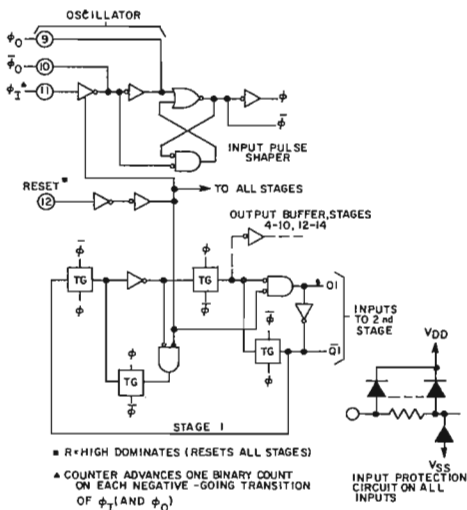 OSCILLATOR
ϕO 9
ϕ̅O 10
ϕI▲ 11
ϕ
ϕ̅
INPUT PULSE
SHAPER
RESET■
12
TO ALL STAGES
OUTPUT BUFFER, STAGES
4-10, 12-14
ϕ̅
TG
ϕ
ϕ
TG
ϕ̅
Q1
INPUTS
TO 2nd
STAGE
ϕ̅
TG
ϕ
Q̅1
ϕ
TG
ϕ̅
STAGE 1
VDD
VSS
INPUT PROTECTION
CIRCUIT ON ALL
INPUTS
■ R=HIGH DOMINATES (RESETS ALL STAGES)
▲ COUNTER ADVANCES ONE BINARY COUNT
ON EACH NEGATIVE-GOING TRANSITION
OF ϕI (AND ϕO)